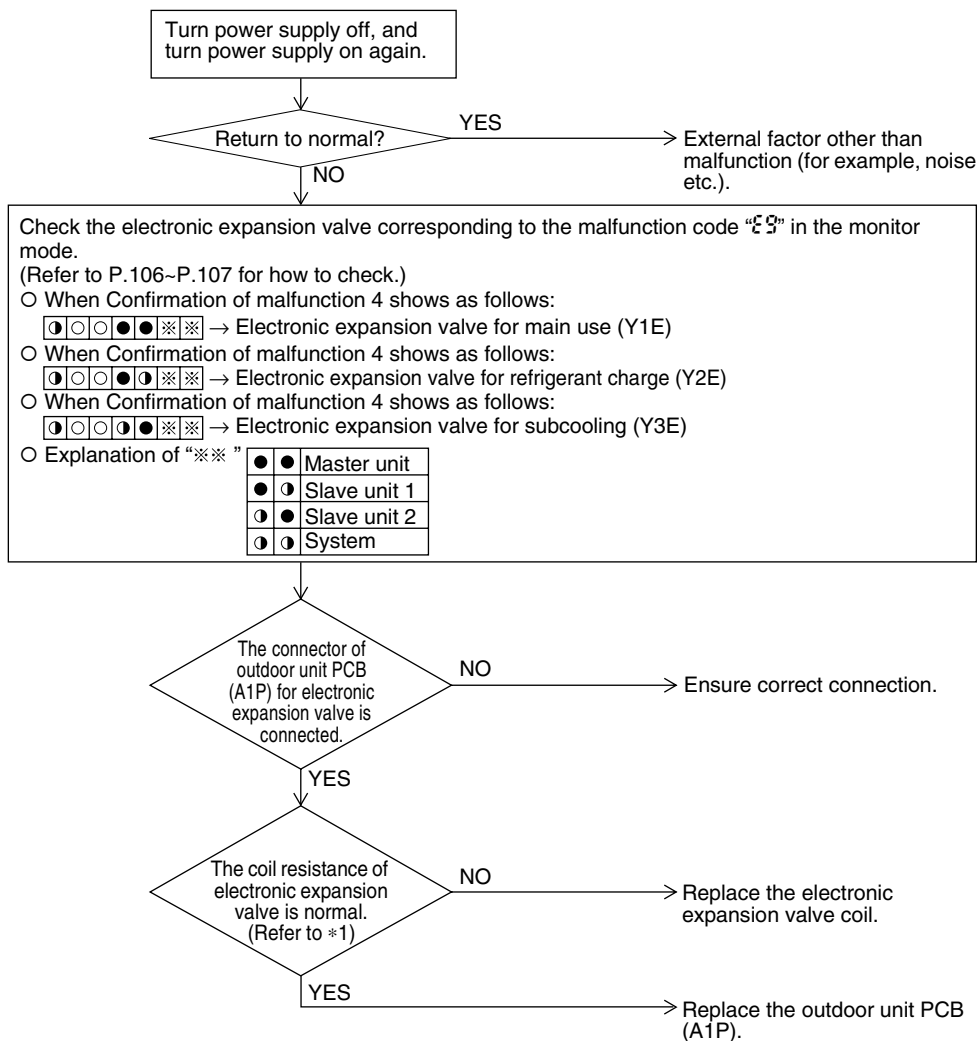 Turn power supply off, and
turn power supply on again.
Return to normal?
YES
External factor other than
malfunction (for example, noise
etc.).
NO
Check the electronic expansion valve corresponding to the malfunction code “E9” in the monitor
mode.
(Refer to P.106~P.107 for how to check.)
○ When Confirmation of malfunction 4 shows as follows:
◑ ○ ○ ● ● ※ ※ → Electronic expansion valve for main use (Y1E)
○ When Confirmation of malfunction 4 shows as follows:
◑ ○ ○ ● ◑ ※ ※ → Electronic expansion valve for refrigerant charge (Y2E)
○ When Confirmation of malfunction 4 shows as follows:
◑ ○ ○ ◑ ● ※ ※ → Electronic expansion valve for subcooling (Y3E)
○ Explanation of “※※ ”
● ● Master unit
● ◑ Slave unit 1
◑ ● Slave unit 2
◑ ◑ System
The connector of
outdoor unit PCB
(A1P) for electronic
expansion valve is
connected.
NO
Ensure correct connection.
YES
The coil resistance of
electronic expansion
valve is normal.
(Refer to *1)
NO
Replace the electronic
expansion valve coil.
YES
Replace the outdoor unit PCB
(A1P).